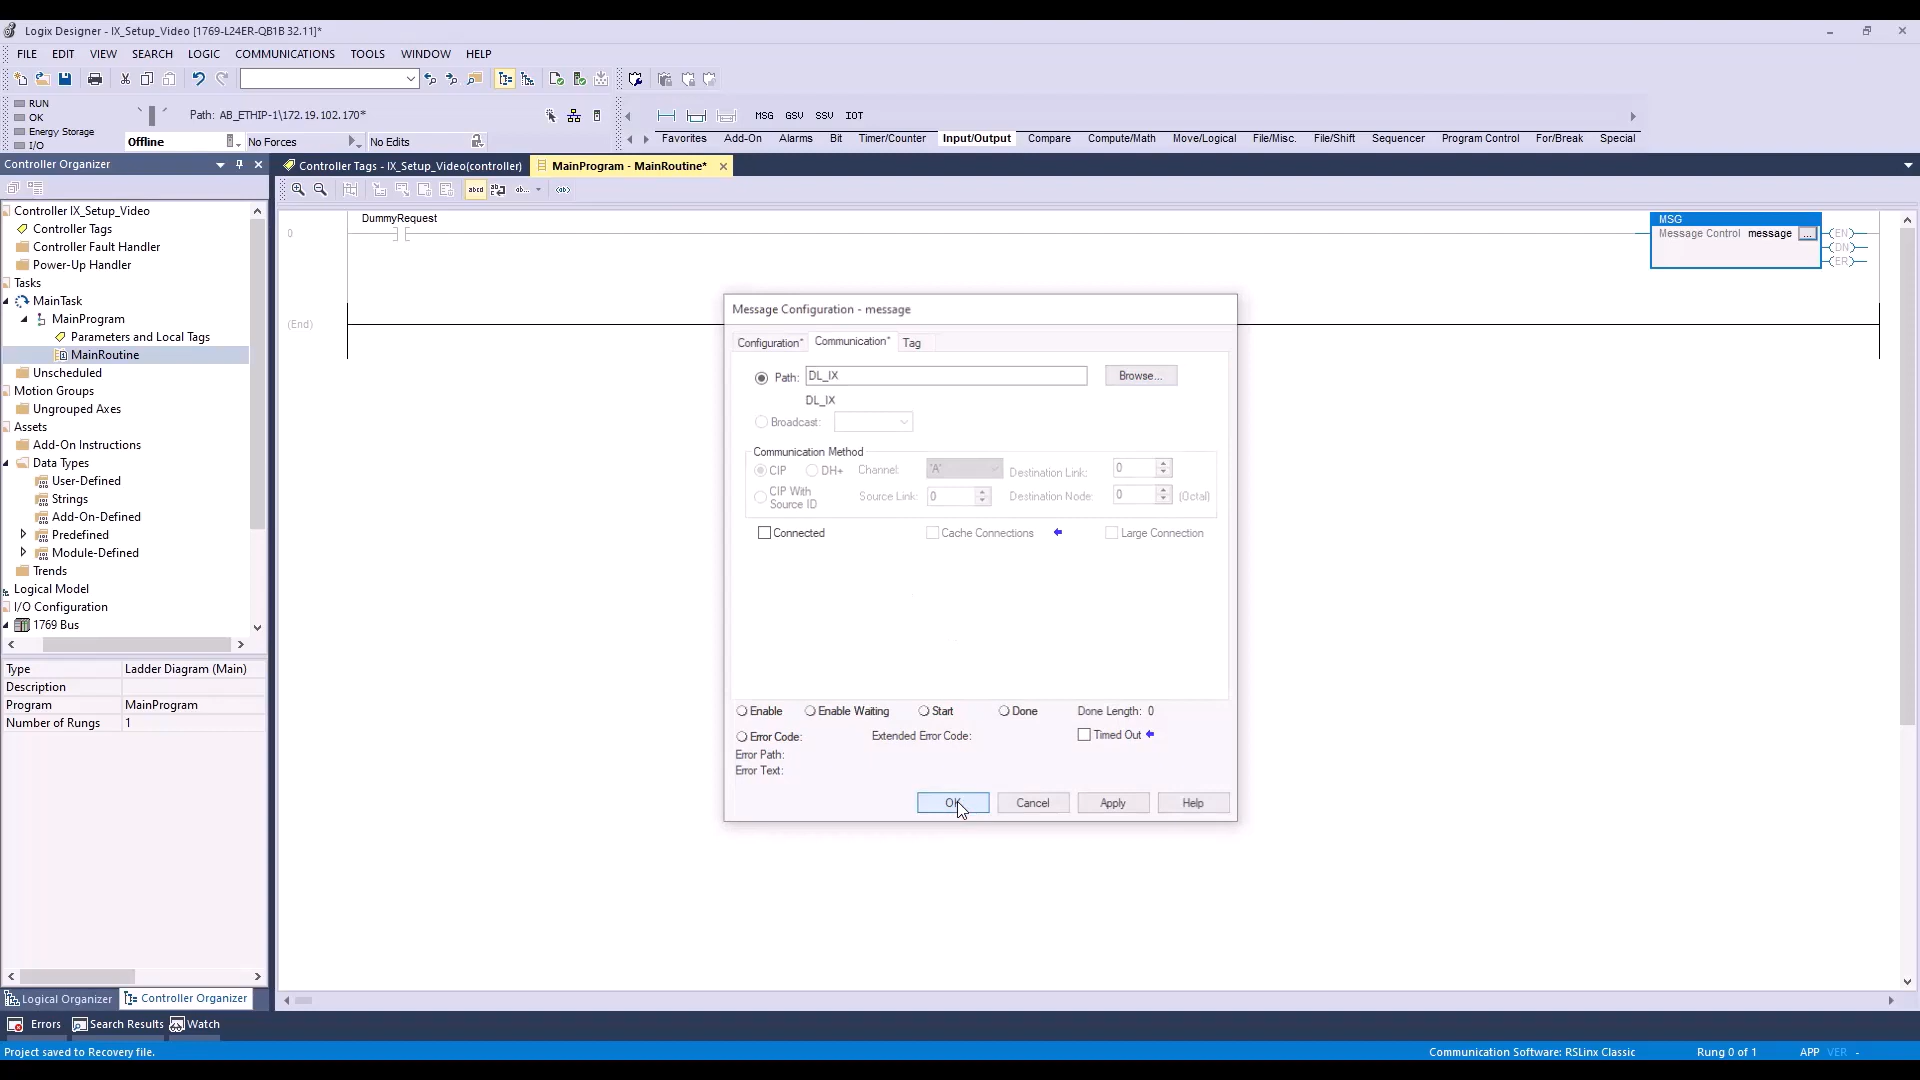 Logix Designer - IX_Setup_Video [1769-L24ER-QB1B 32.11]*
FILE EDIT VIEW SEARCH LOGIC COMMUNICATIONS TOOLS WINDOW HELP
RUN
OK
Energy Storage
I/O
Path: AB_ETHIP-1\172.19.102.170*
Offline No Forces No Edits
MSG GSV SSV IOT
Favorites Add-On Alarms Bit Timer/Counter Input/Output Compare Compute/Math Move/Logical File/Misc. File/Shift Sequencer Program Control For/Break Special
Controller Organizer
Controller Tags - IX_Setup_Video(controller)
MainProgram - MainRoutine*
Controller IX_Setup_Video
Controller Tags
Controller Fault Handler
Power-Up Handler
Tasks
MainTask
MainProgram
Parameters and Local Tags
MainRoutine
Unscheduled
Motion Groups
Ungrouped Axes
Assets
Add-On Instructions
Data Types
User-Defined
Strings
Add-On-Defined
Predefined
Module-Defined
Trends
Logical Model
I/O Configuration
1769 Bus
Type Ladder Diagram (Main)
Description
Program MainProgram
Number of Rungs 1
Logical Organizer Controller Organizer
0
DummyRequest
MSG
Message Control message ...
EN
DN
ER
(End)
Message Configuration - message
Configuration* Communication* Tag
Path: DL_IX Browse...
DL_IX
Broadcast:
Communication Method
CIP DH+ Channel: 'A' Destination Link: 0
CIP With Source ID Source Link: 0 Destination Node: 0 (Octal)
Connected Cache Connections Large Connection
Enable Enable Waiting Start Done Done Length: 0
Error Code: Extended Error Code: Timed Out
Error Path:
Error Text:
OK Cancel Apply Help
Errors Search Results Watch
Project saved to Recovery file.
Communication Software: RSLinx Classic Rung 0 of 1 APP VER -